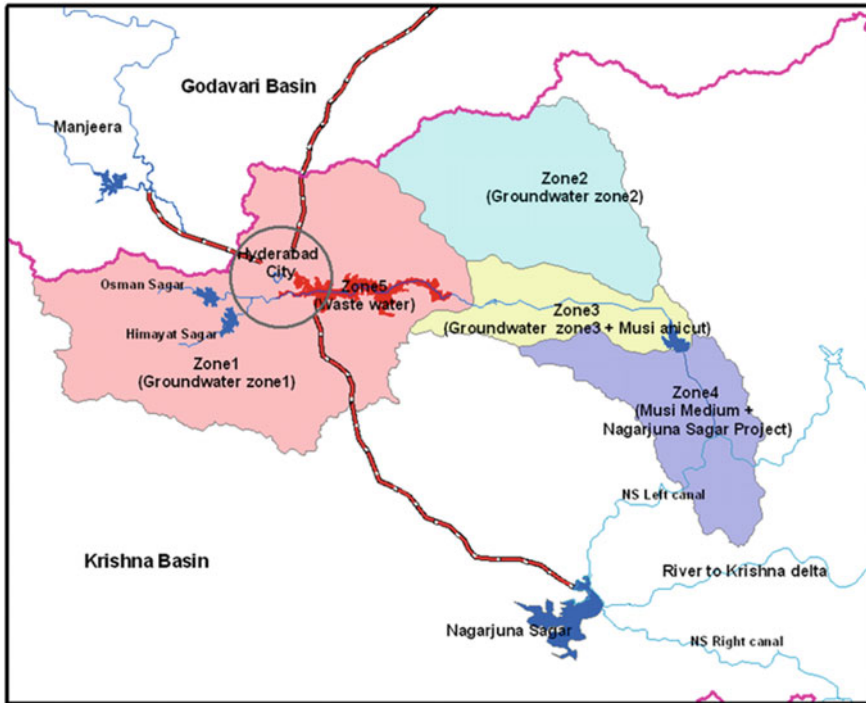 Godavari Basin
Manjeera
Zone2
(Groundwater zone2)
Hyderabad
City
Osman Sagar
Zone5
(Waste water)
Zone3
(Groundwater zone3 + Musi anicut)
Himayat Sagar
Zone1
(Groundwater zone1)
Zone4
(Musi Medium +
Nagarjuna Sagar Project)
NS Left canal
Krishna Basin
River to Krishna delta
Nagarjuna Sagar
NS Right canal